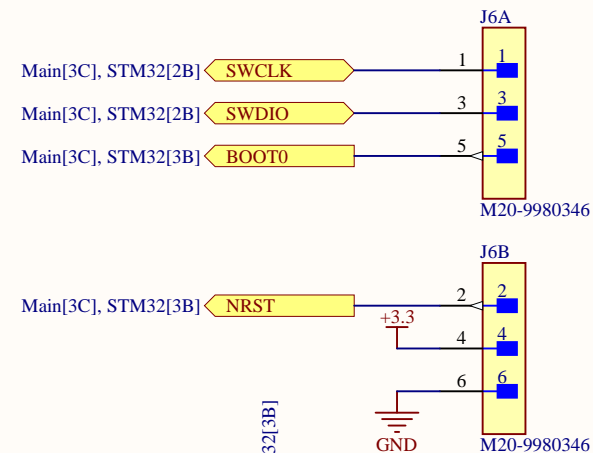 J6A
Main[3C], STM32[2B] SWCLK 1 1
Main[3C], STM32[2B] SWDIO 3 3
Main[3C], STM32[3B] BOOT0 5 5
M20-9980346
J6B
Main[3C], STM32[3B] NRST 2 2
+3.3
4 4
6 6
32[3B]
GND
M20-9980346